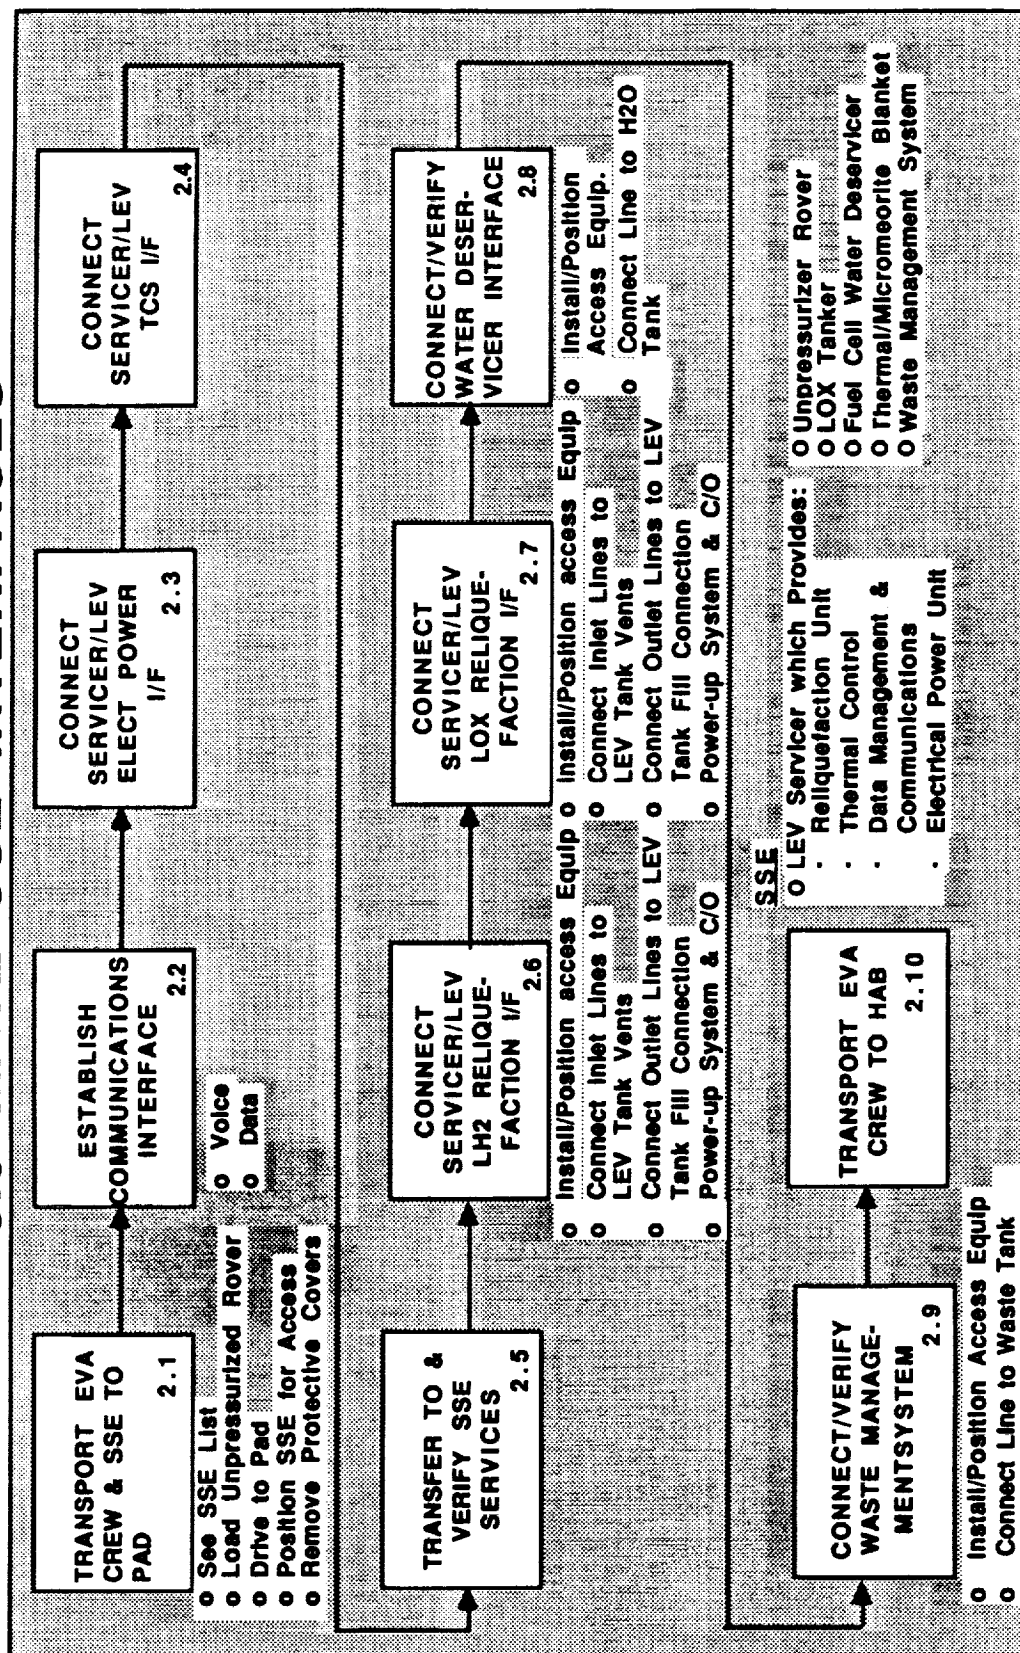 TRANSPORT EVA
CREW & SSE TO
PAD
2.1
o See SSE List
o Load Unpressurized Rover
o Drive to Pad
o Position SSE for Access
o Remove Protective Covers
ESTABLISH
COMMUNICATIONS
INTERFACE
2.2
o Voice
o Data
CONNECT
SERVICER/LEV
ELECT POWER
I/F
2.3
CONNECT
SERVICER/LEV
TCS I/F
2.4
TRANSFER TO &
VERIFY SSE
SERVICES
2.5
CONNECT
SERVICER/LEV
LH2 RELIQUE-
FACTION I/F
2.6
o Install/Position access Equip
o Connect Inlet Lines to
LEV Tank Vents
o Connect Outlet Lines to LEV
Tank Fill Connection
o Power-up System & C/O
CONNECT
SERVICER/LEV
LOX RELIQUE-
FACTION I/F
2.7
o Install/Position access Equip
o Connect Inlet Lines to
LEV Tank Vents
o Connect Outlet Lines to LEV
Tank Fill Connection
o Power-up System & C/O
CONNECT/VERIFY
WATER DESER-
VICER INTERFACE
2.8
o Install/Position
Access Equip.
o Connect Line to H2O
Tank
CONNECT/VERIFY
WASTE MANAGE-
MENTSYSTEM
2.9
o Install/Position Access Equip
o Connect Line to Waste Tank
TRANSPORT EVA
CREW TO HAB
2.10
SSE
O LEV Servicer which Provides:
· Reliquefaction Unit
· Thermal Control
· Data Management &
Communications
· Electrical Power Unit
O Unpressurizer Rover
O LOX Tanker
O Fuel Cell Water Deservicer
O Thermal/Micrometeorite Blanket
O Waste Management System